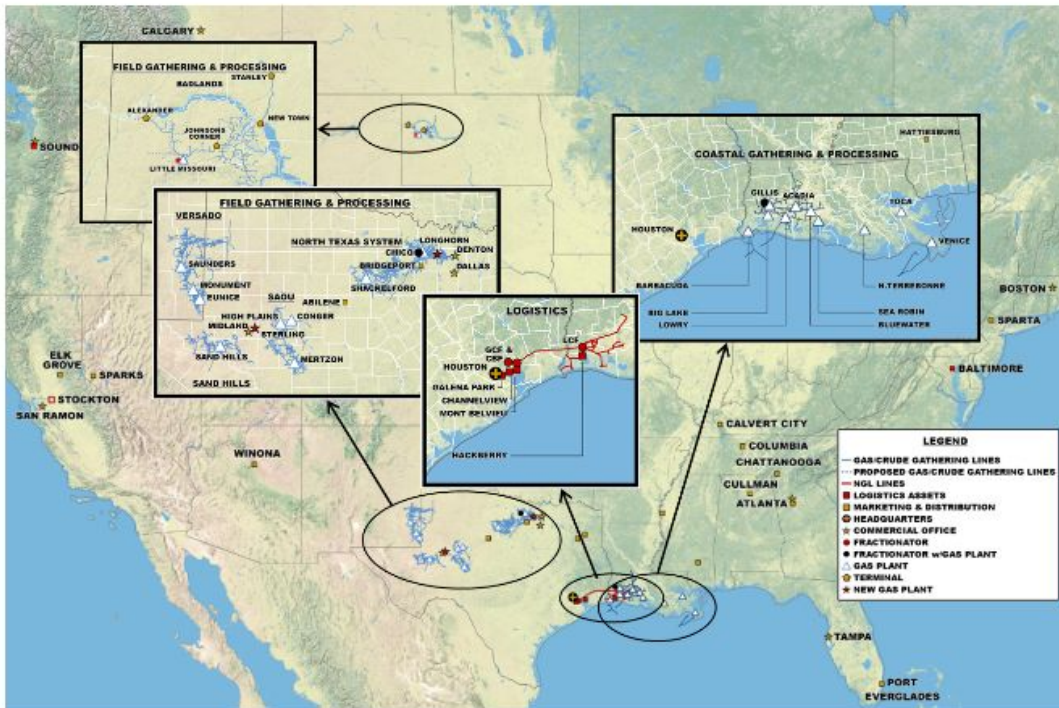 CALGARY
FIELD GATHERING & PROCESSING
BADLANDS
STANLEY
ALEXANDER
NEW TOWN
JOHNSONS
CORNER
LITTLE MISSOURI
SOUND
FIELD GATHERING & PROCESSING
VERSADO
NORTH TEXAS SYSTEM
LONGHORN
CHICO
DENTON
BRIDGEPORT
DALLAS
SAUNDERS
SHACKELFORD
MONUMENT
EUNICE
SAOU
ABILENE
HIGH PLAINS
CONGER
MIDLAND
STERLING
SAND HILLS
MERTZON
SAND HILLS
COASTAL GATHERING & PROCESSING
HATTIESBURG
GILLIS
ACADIA
TOCA
HOUSTON
VENICE
BARRACUDA
N.TERREBONNE
BIG LAKE
SEA ROBIN
LOWRY
BLUEWATER
LOGISTICS
LCF
GCF &
CBF
HOUSTON
GALENA PARK
CHANNELVIEW
MONT BELVIEU
HACKBERRY
BOSTON
SPARTA
BALTIMORE
ELK
GROVE
SPARKS
STOCKTON
SAN RAMON
WINONA
CALVERT CITY
COLUMBIA
CHATTANOOGA
CULLMAN
ATLANTA
TAMPA
PORT
EVERGLADES
LEGEND
GAS/CRUDE GATHERING LINES
PROPOSED GAS/CRUDE GATHERING LINES
NGL LINES
LOGISTICS ASSETS
MARKETING & DISTRIBUTION
HEADQUARTERS
COMMERCIAL OFFICE
FRACTIONATOR
FRACTIONATOR w/GAS PLANT
GAS PLANT
TERMINAL
NEW GAS PLANT